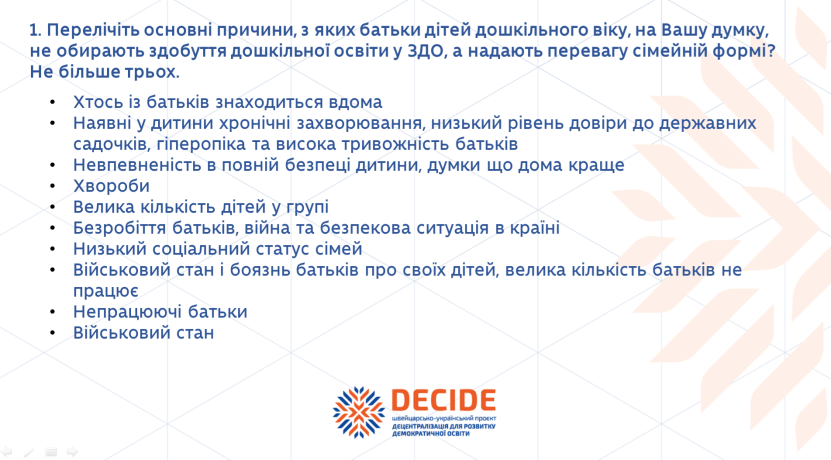 1. Перелічіть основні причини, з яких батьки дітей дошкільного віку, на Вашу думку,
не обирають здобуття дошкільної освіти у ЗДО, а надають перевагу сімейній формі?
Не більше трьох.
• Хтось із батьків знаходиться вдома
• Наявні у дитини хронічні захворювання, низький рівень довіри до державних
садочків, гіперопіка та висока тривожність батьків
• Невпевненість в повній безпеці дитини, думки що дома краще
• Хвороби
• Велика кількість дітей у групі
• Безробіття батьків, війна та безпекова ситуація в країні
• Низький соціальний статус сімей
• Військовий стан і боязнь батьків про своїх дітей, велика кількість батьків не
працює
• Непрацюючі батьки
• Військовий стан
DECIDE
швейцарсько-український проєкт
ДЕЦЕНТРАЛІЗАЦІЯ ДЛЯ РОЗВИТКУ
ДЕМОКРАТИЧНОЇ ОСВІТИ